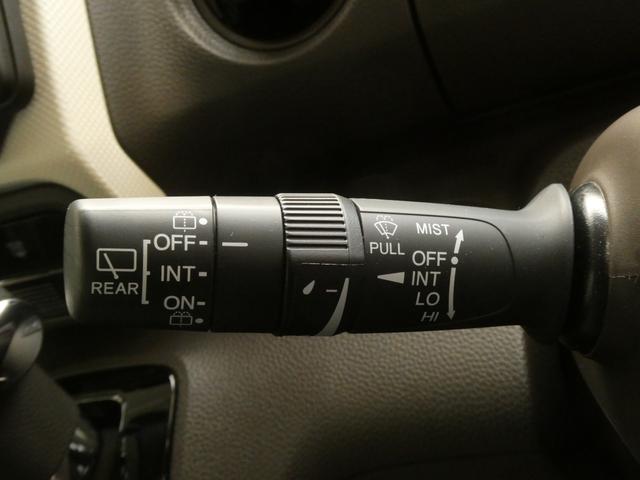 OFF
INT
REAR
ON
PULL
MIST
OFF
INT
LO
HI